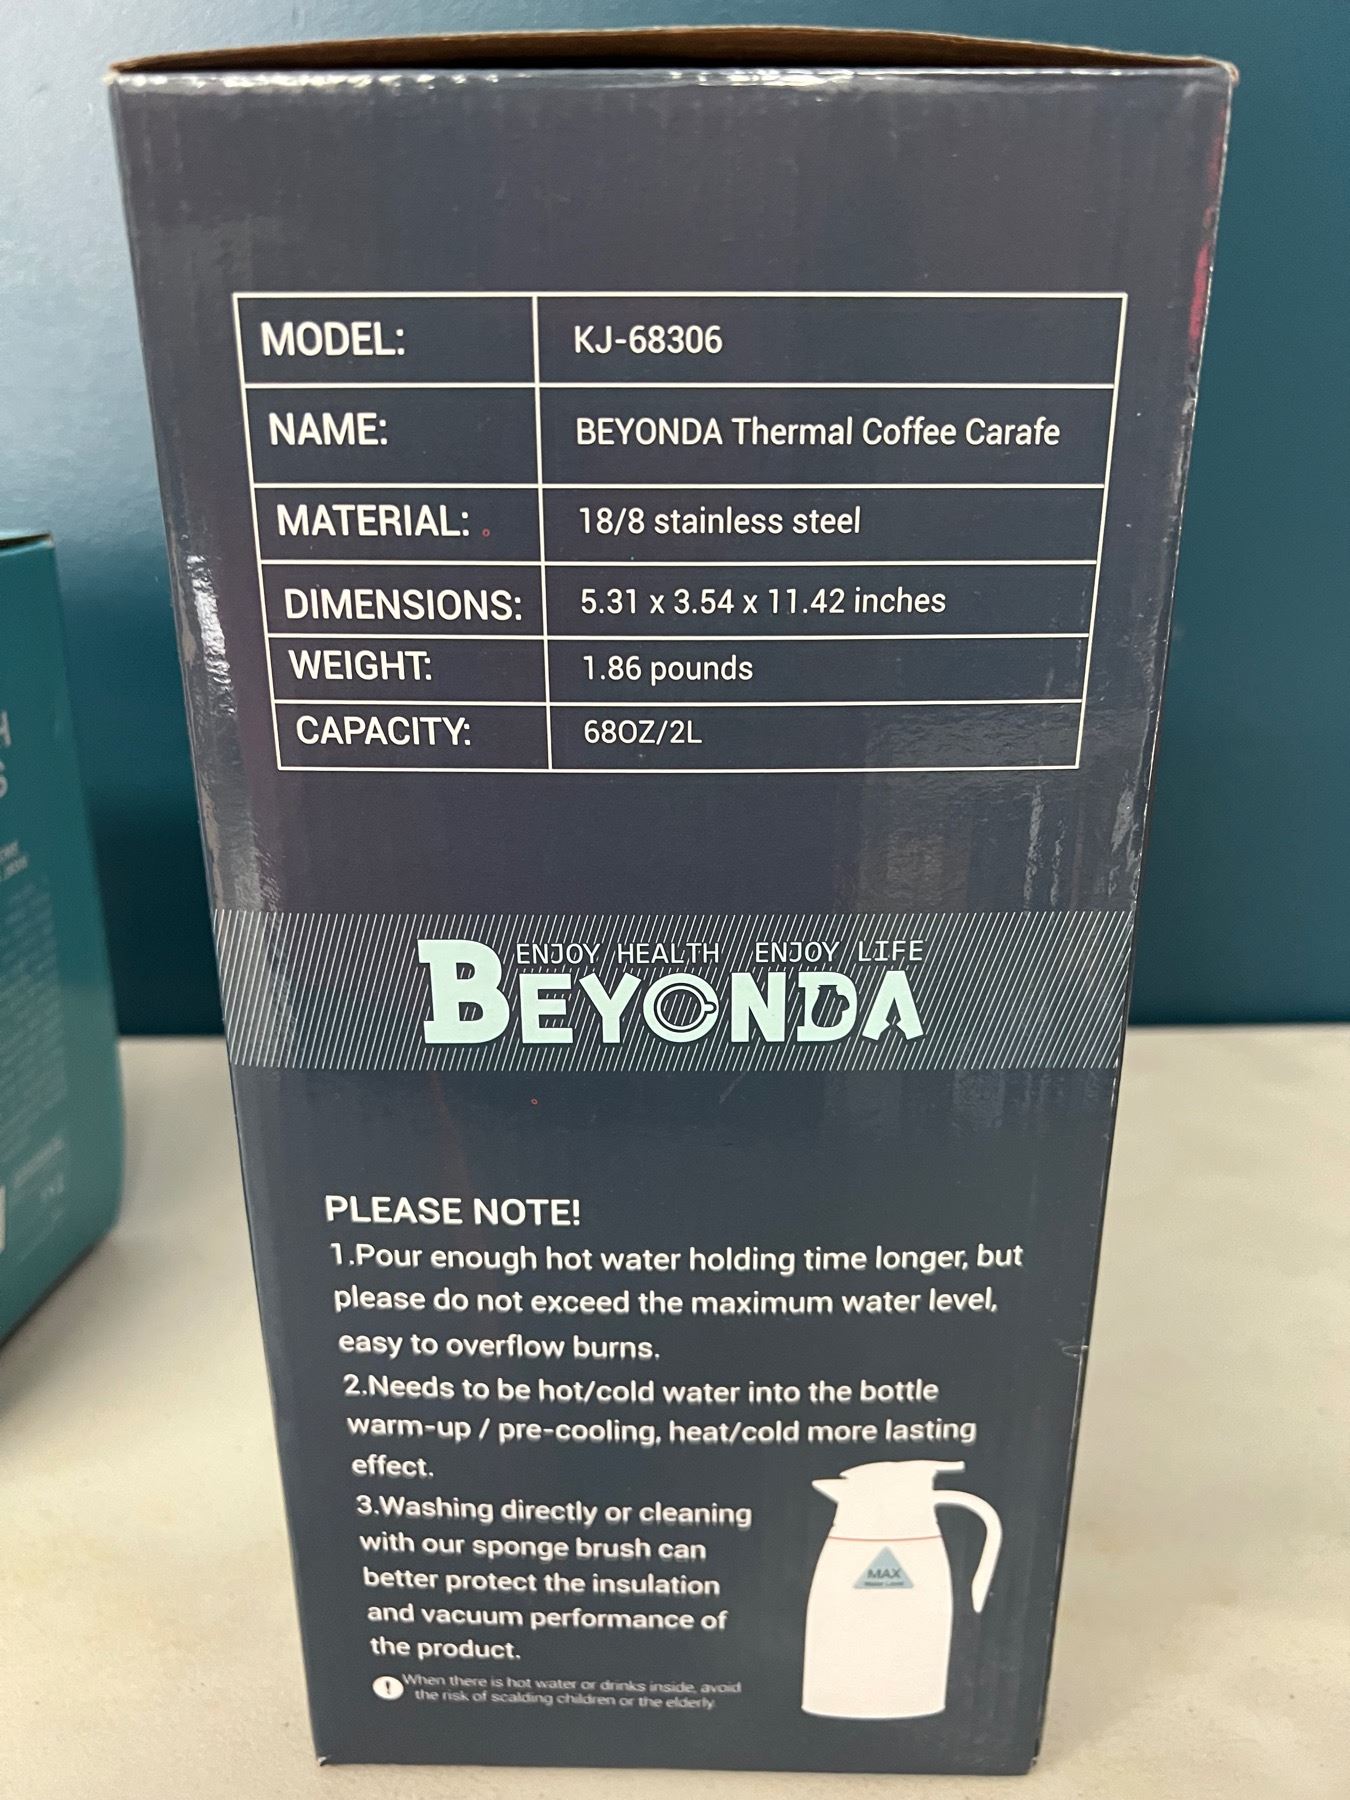 MODEL: KJ-68306
NAME: BEYONDA Thermal Coffee Carafe
MATERIAL: 18/8 stainless steel
DIMENSIONS: 5.31 x 3.54 x 11.42 inches
WEIGHT: 1.86 pounds
CAPACITY: 68OZ/2L
ENJOY HEALTH ENJOY LIFE
BEYONDA
PLEASE NOTE!
1.Pour enough hot water holding time longer, but
please do not exceed the maximum water level,
easy to overflow burns.
2.Needs to be hot/cold water into the bottle
warm-up / pre-cooling, heat/cold more lasting
effect.
3.Washing directly or cleaning
with our sponge brush can
better protect the insulation
and vacuum performance of
the product.
When there is hot water or drinks inside, avoid
the risk of scalding children or the elderly.
MAX
Water Level